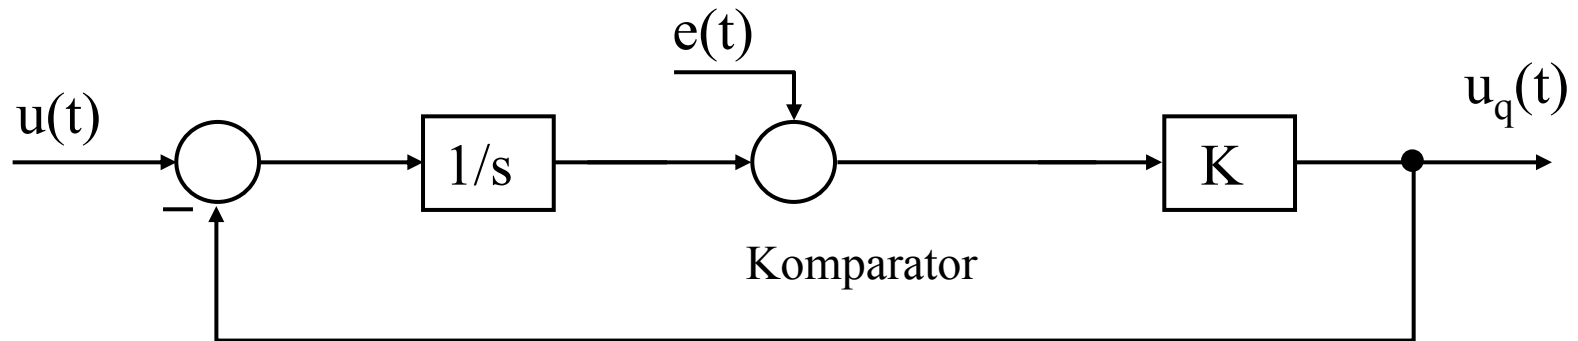 e(t)
u(t)
u_q(t)
1/s
K
−
Komparator